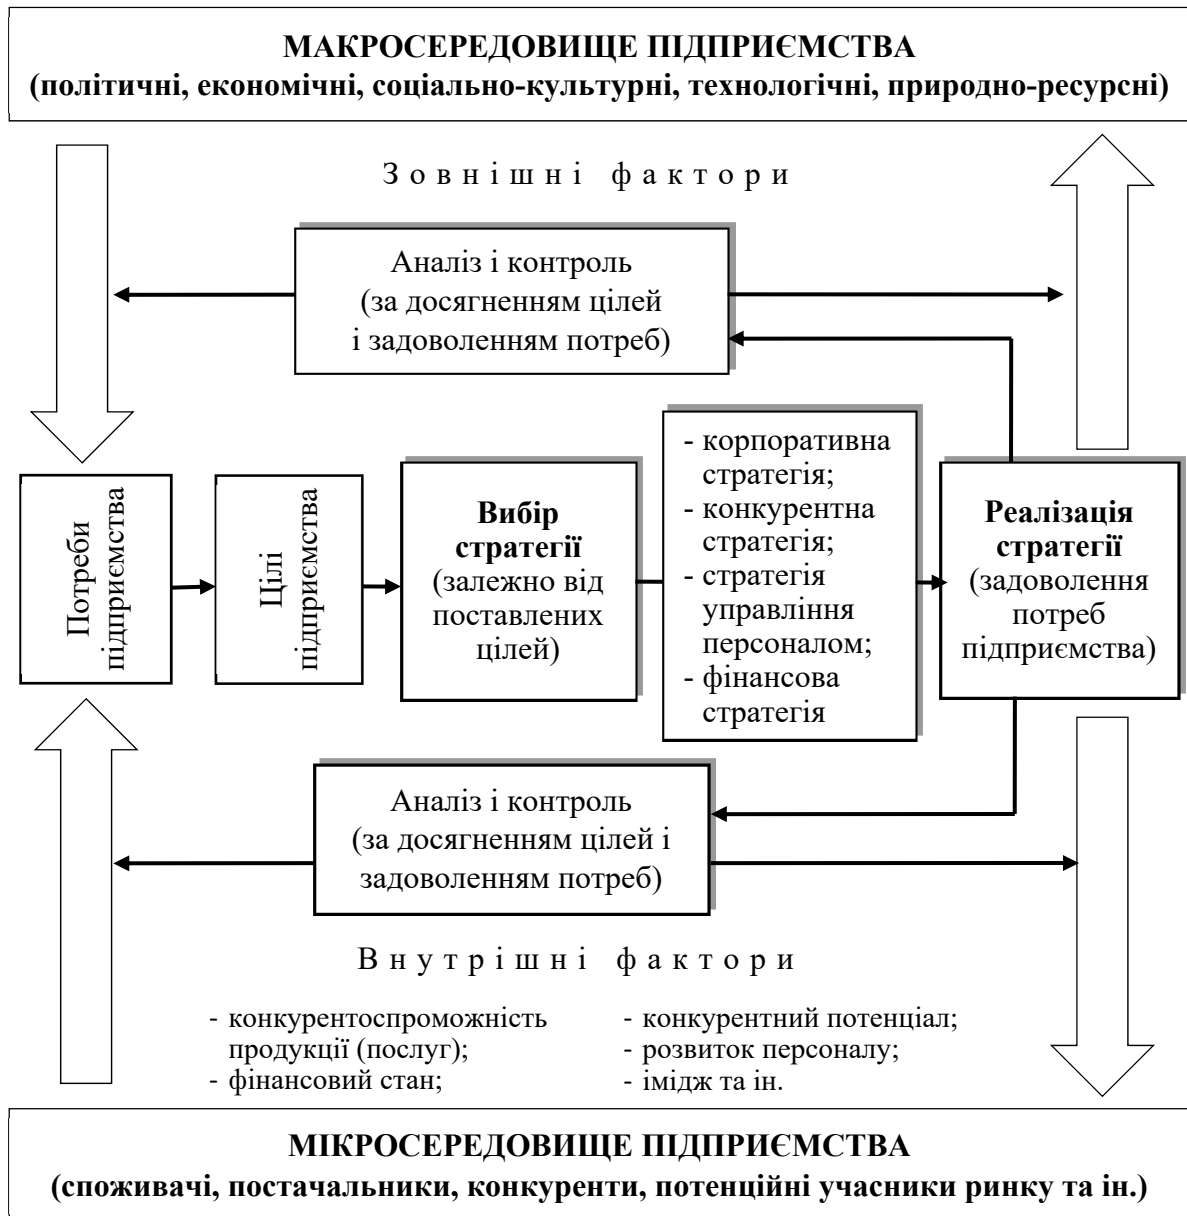 МАКРОСЕРЕДОВИЩЕ ПІДПРИЄМСТВА
(політичні, економічні, соціально-культурні, технологічні, природно-ресурсні)
Зовнішні фактори
Аналіз і контроль
(за досягненням цілей
і задоволенням потреб)
Потреби
підприємства
Цілі
підприємства
Вибір
стратегії
(залежно від
поставлених
цілей)
- корпоративна
стратегія;
- конкурентна
стратегія;
- стратегія
управління
персоналом;
- фінансова
стратегія
Реалізація
стратегії
(задоволення
потреб
підприємства)
Аналіз і контроль
(за досягненням цілей і
задоволенням потреб)
Внутрішні фактори
- конкурентоспроможність
продукції (послуг);
- фінансовий стан;
- конкурентний потенціал;
- розвиток персоналу;
- імідж та ін.
МІКРОСЕРЕДОВИЩЕ ПІДПРИЄМСТВА
(споживачі, постачальники, конкуренти, потенційні учасники ринку та ін.)